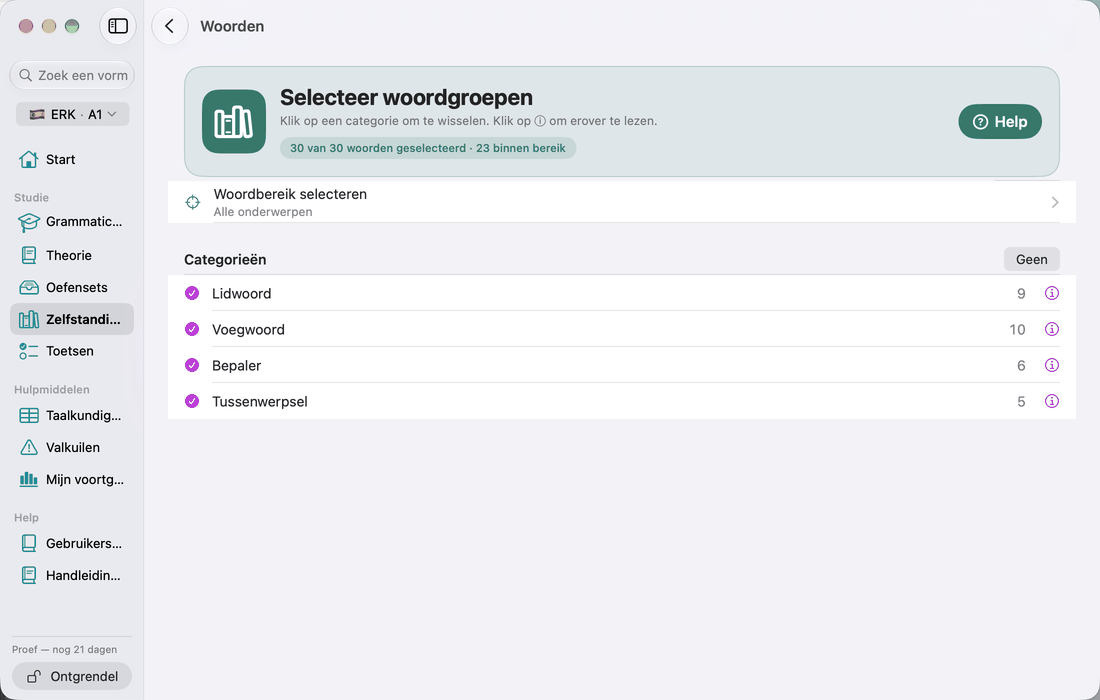 Woorden
Zoek een vorm
ERK · A1
Start
Studie
Grammatic...
Theorie
Oefensets
Zelfstandi...
Toetsen
Hulpmiddelen
Taalkundig...
Valkuilen
Mijn voortg...
Help
Gebruikers...
Handleidin...
Proef — nog 21 dagen
Ontgrendel
Selecteer woordgroepen
Klik op een categorie om te wisselen. Klik op ⓘ om erover te lezen.
30 van 30 woorden geselecteerd · 23 binnen bereik
Help
Woordbereik selecteren
Alle onderwerpen
Categorieën
Geen
Lidwoord 9
Voegwoord 10
Bepaler 6
Tussenwerpsel 5